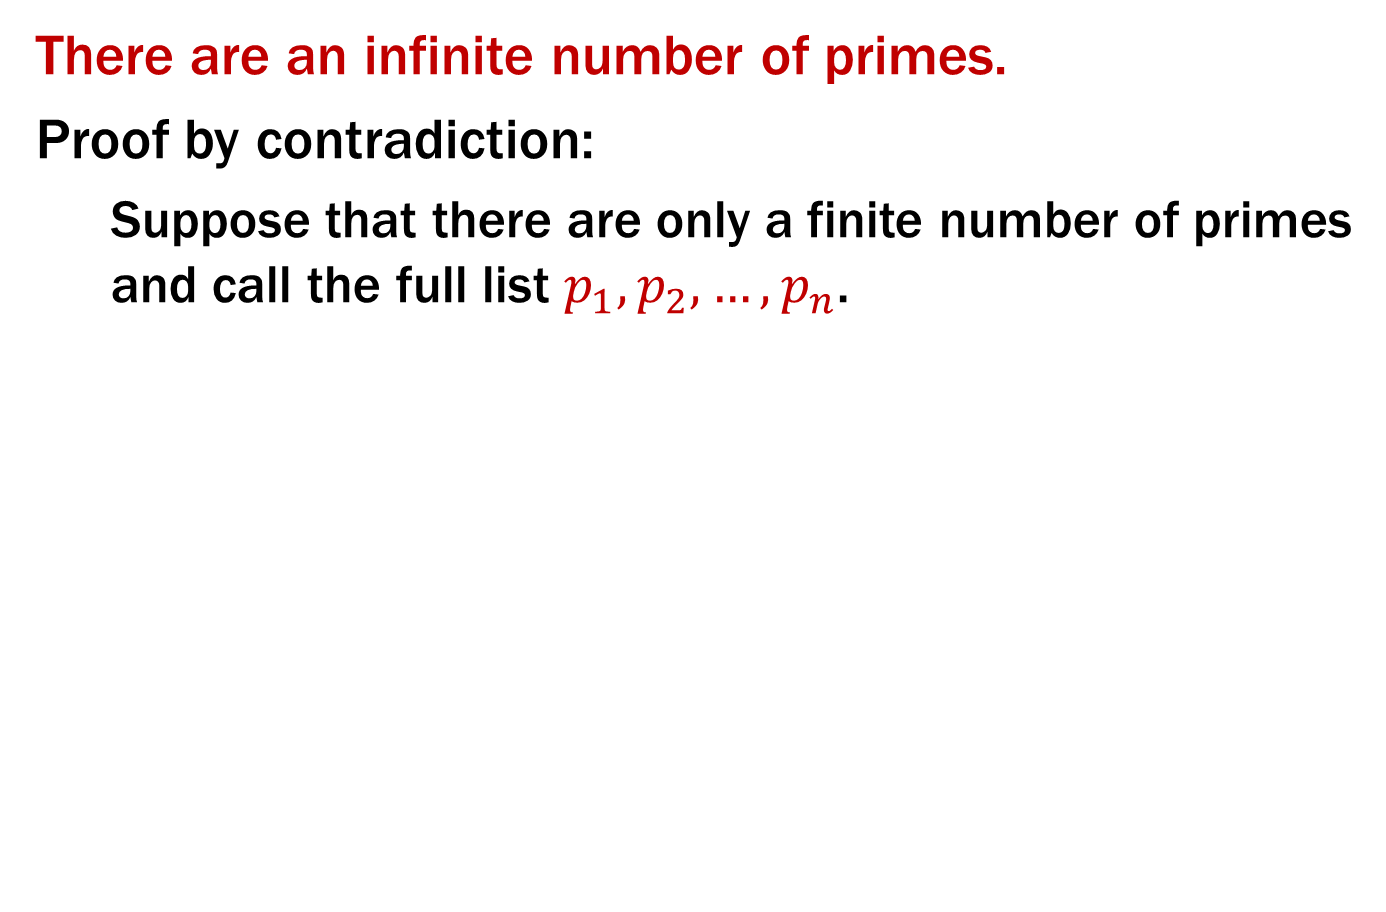 There are an infinite number of primes.
Proof by contradiction:
Suppose that there are only a finite number of primes
and call the full list p₁, p₂, … , pₙ.